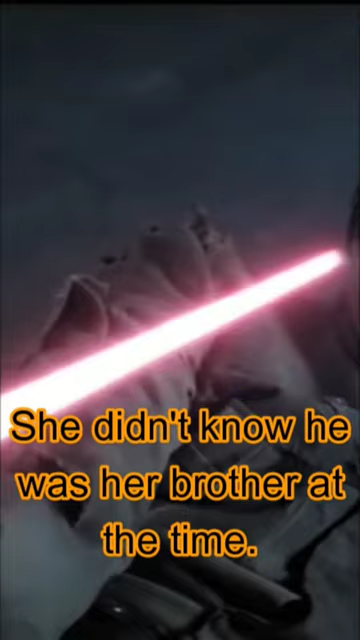 She didn't know he
was her brother at
the time.